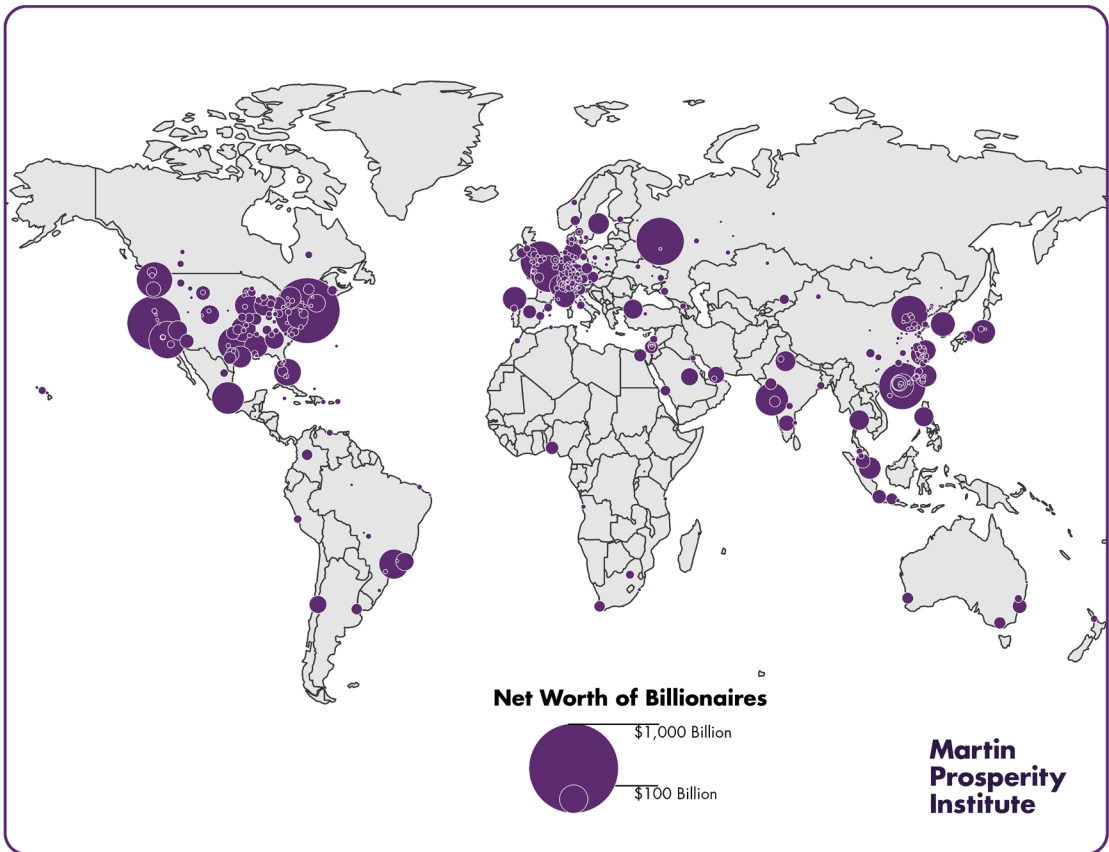 Net Worth of Billionaires
$1,000 Billion
$100 Billion
Martin
Prosperity
Institute